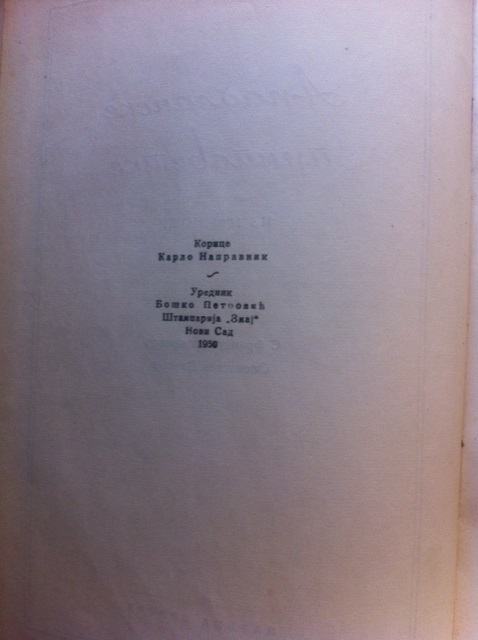 Корице
Карло Направник
Уредник
Бошко Петровић
Штампарија „Змај“
Нови Сад
1950